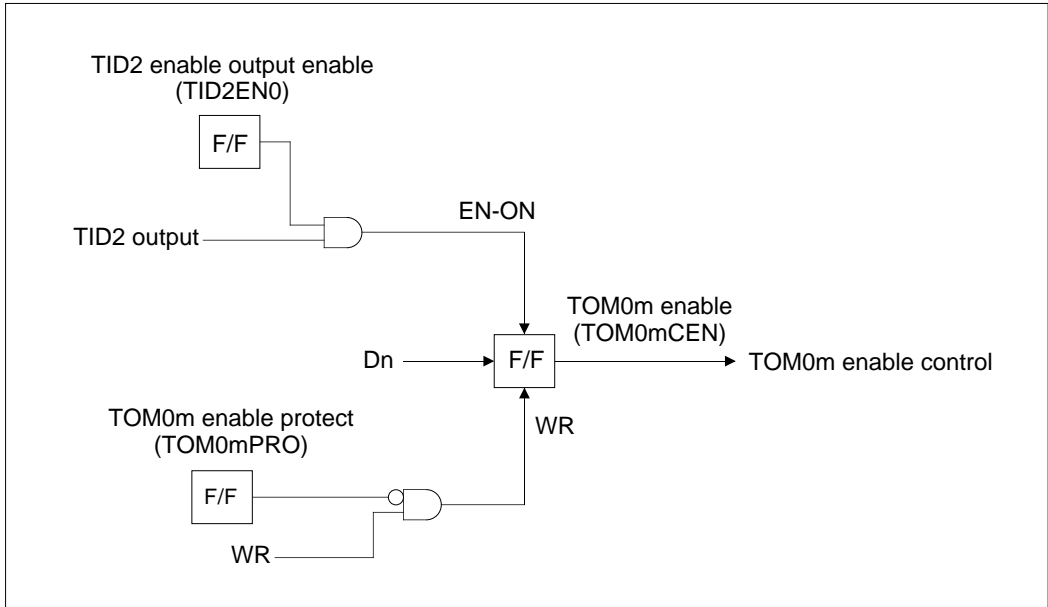 TID2 enable output enable
(TID2EN0)
F/F
TID2 output
EN-ON
TOM0m enable
(TOM0mCEN)
Dn
F/F
TOM0m enable control
WR
TOM0m enable protect
(TOM0mPRO)
F/F
WR